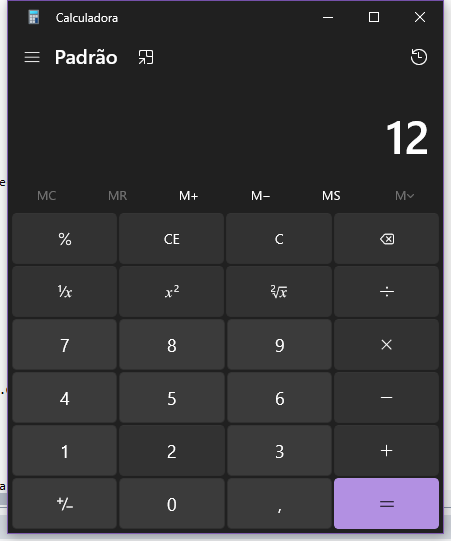 Calculadora
Padrão
12
MC MR M+ M− MS M
% CE C
¹/x x² ²√x ÷
7 8 9 ×
4 5 6 −
1 2 3 +
+/− 0 , =